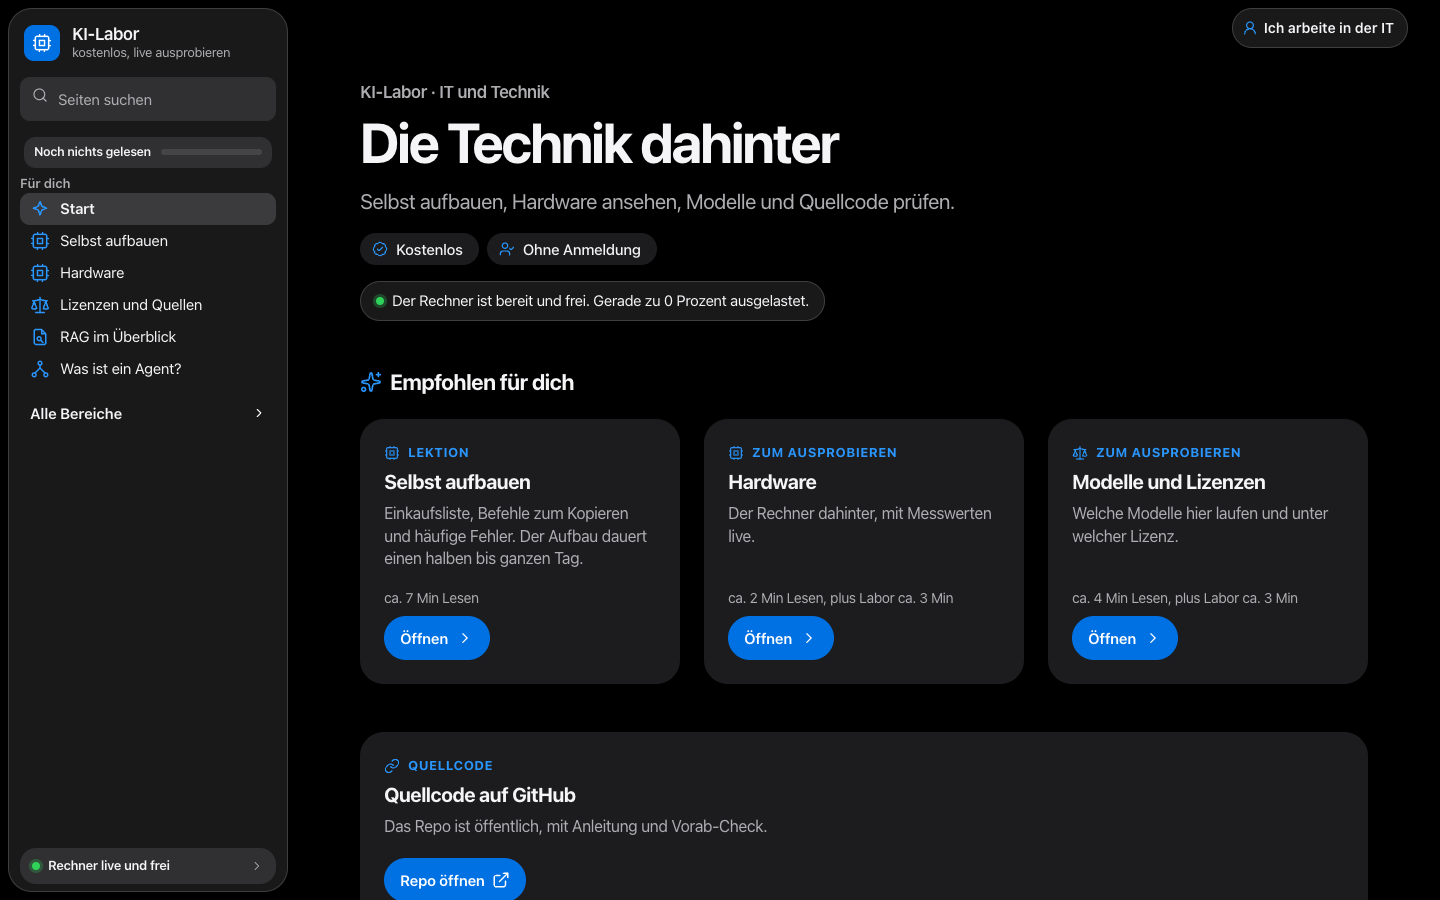 KI-Labor
kostenlos, live ausprobieren
Seiten suchen
Noch nichts gelesen
Für dich
Start
Selbst aufbauen
Hardware
Lizenzen und Quellen
RAG im Überblick
Was ist ein Agent?
Alle Bereiche
Rechner live und frei
Ich arbeite in der IT
KI-Labor · IT und Technik
Die Technik dahinter
Selbst aufbauen, Hardware ansehen, Modelle und Quellcode prüfen.
Kostenlos
Ohne Anmeldung
Der Rechner ist bereit und frei. Gerade zu 0 Prozent ausgelastet.
Empfohlen für dich
LEKTION
Selbst aufbauen
Einkaufsliste, Befehle zum Kopieren
und häufige Fehler. Der Aufbau dauert
einen halben bis ganzen Tag.
ca. 7 Min Lesen
Öffnen
ZUM AUSPROBIEREN
Hardware
Der Rechner dahinter, mit Messwerten
live.
ca. 2 Min Lesen, plus Labor ca. 3 Min
Öffnen
ZUM AUSPROBIEREN
Modelle und Lizenzen
Welche Modelle hier laufen und unter
welcher Lizenz.
ca. 4 Min Lesen, plus Labor ca. 3 Min
Öffnen
QUELLCODE
Quellcode auf GitHub
Das Repo ist öffentlich, mit Anleitung und Vorab-Check.
Repo öffnen